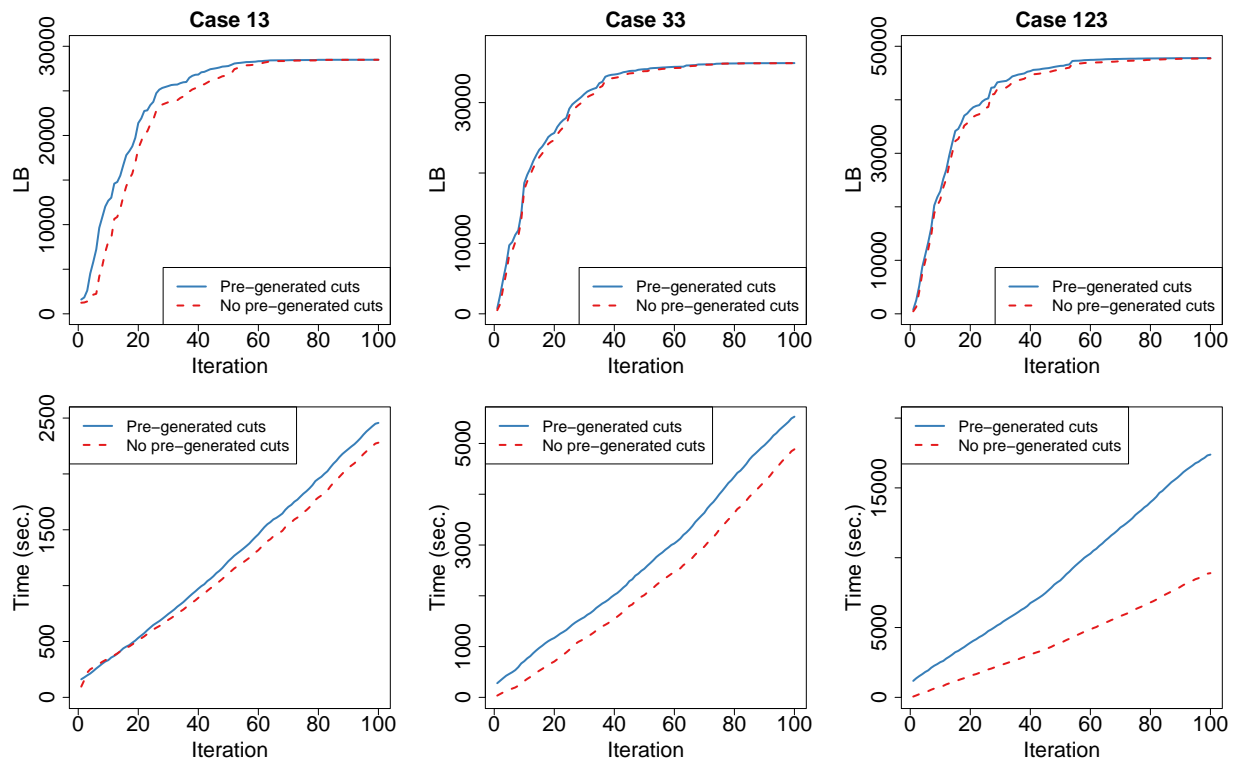 Case 13
LB
0 10000 20000 30000
Pre−generated cuts
No pre−generated cuts
0 20 40 60 80 100
Iteration
Case 33
LB
0 10000 30000
Pre−generated cuts
No pre−generated cuts
0 20 40 60 80 100
Iteration
Case 123
LB
0 10000 30000 50000
Pre−generated cuts
No pre−generated cuts
0 20 40 60 80 100
Iteration
Time (sec.)
0 500 1500 2500
Pre−generated cuts
No pre−generated cuts
0 20 40 60 80 100
Iteration
Time (sec.)
0 1000 3000 5000
Pre−generated cuts
No pre−generated cuts
0 20 40 60 80 100
Iteration
Time (sec.)
0 5000 15000
Pre−generated cuts
No pre−generated cuts
0 20 40 60 80 100
Iteration